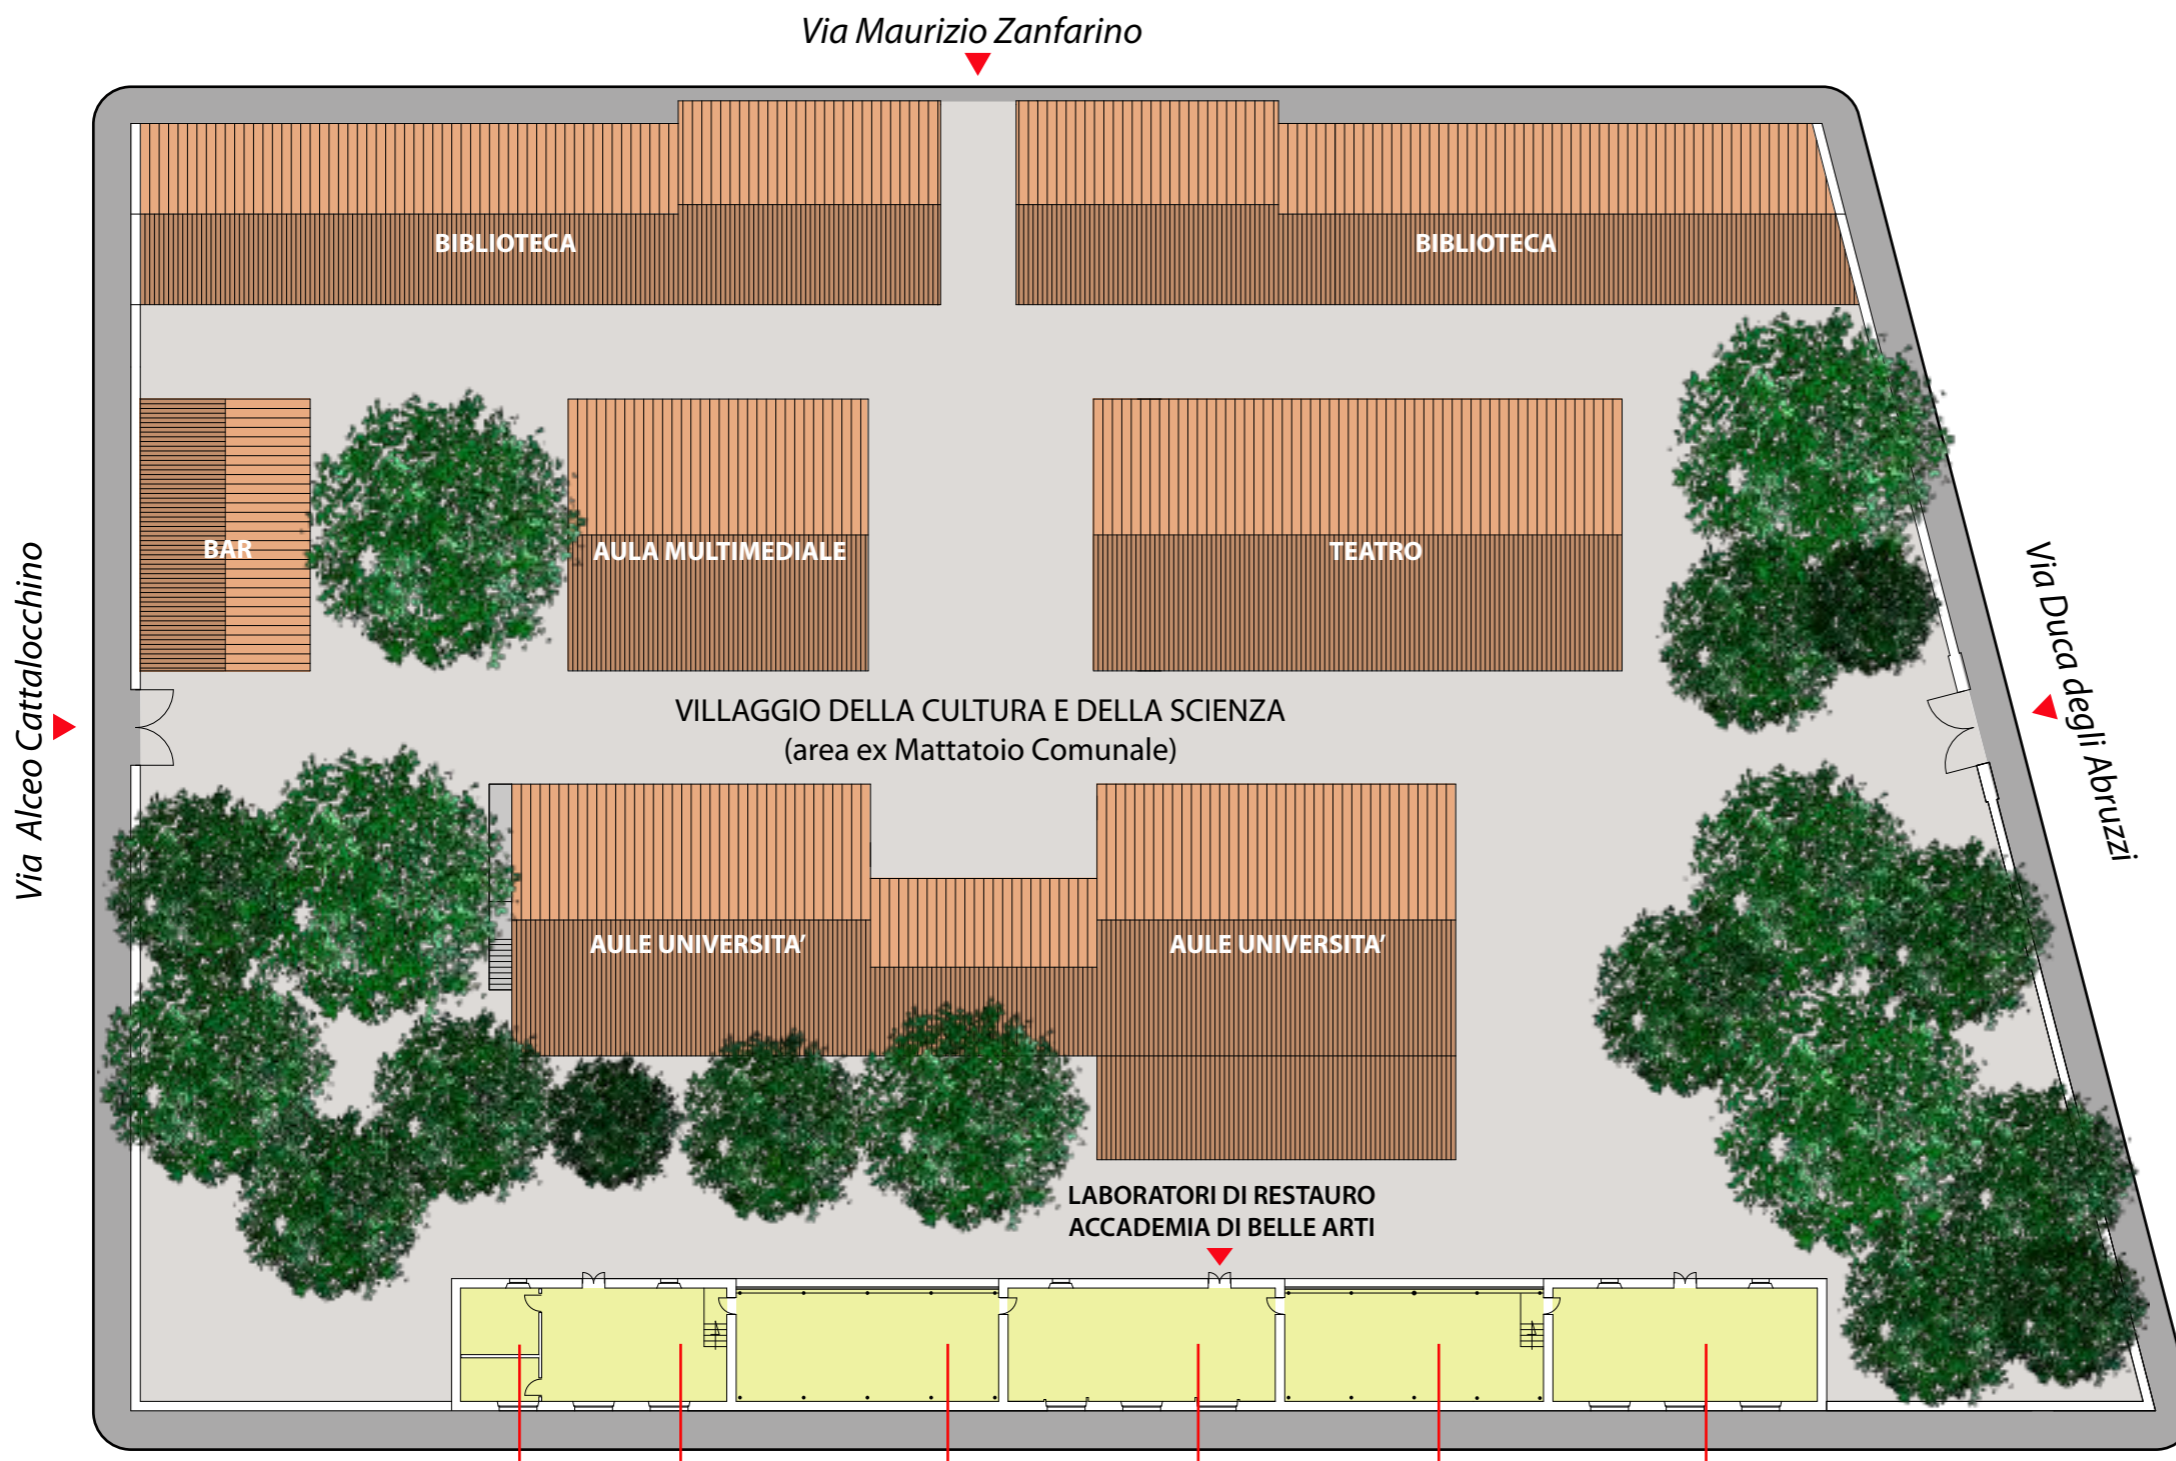 Via Maurizio Zanfarino
BIBLIOTECA
BIBLIOTECA
BAR
AULA MULTIMEDIALE
TEATRO
Via Alceo Cattalocchino
Via Duca degli Abruzzi
VILLAGGIO DELLA CULTURA E DELLA SCIENZA
(area ex Mattatoio Comunale)
AULE UNIVERSITA’
AULE UNIVERSITA’
LABORATORI DI RESTAURO
ACCADEMIA DI BELLE ARTI